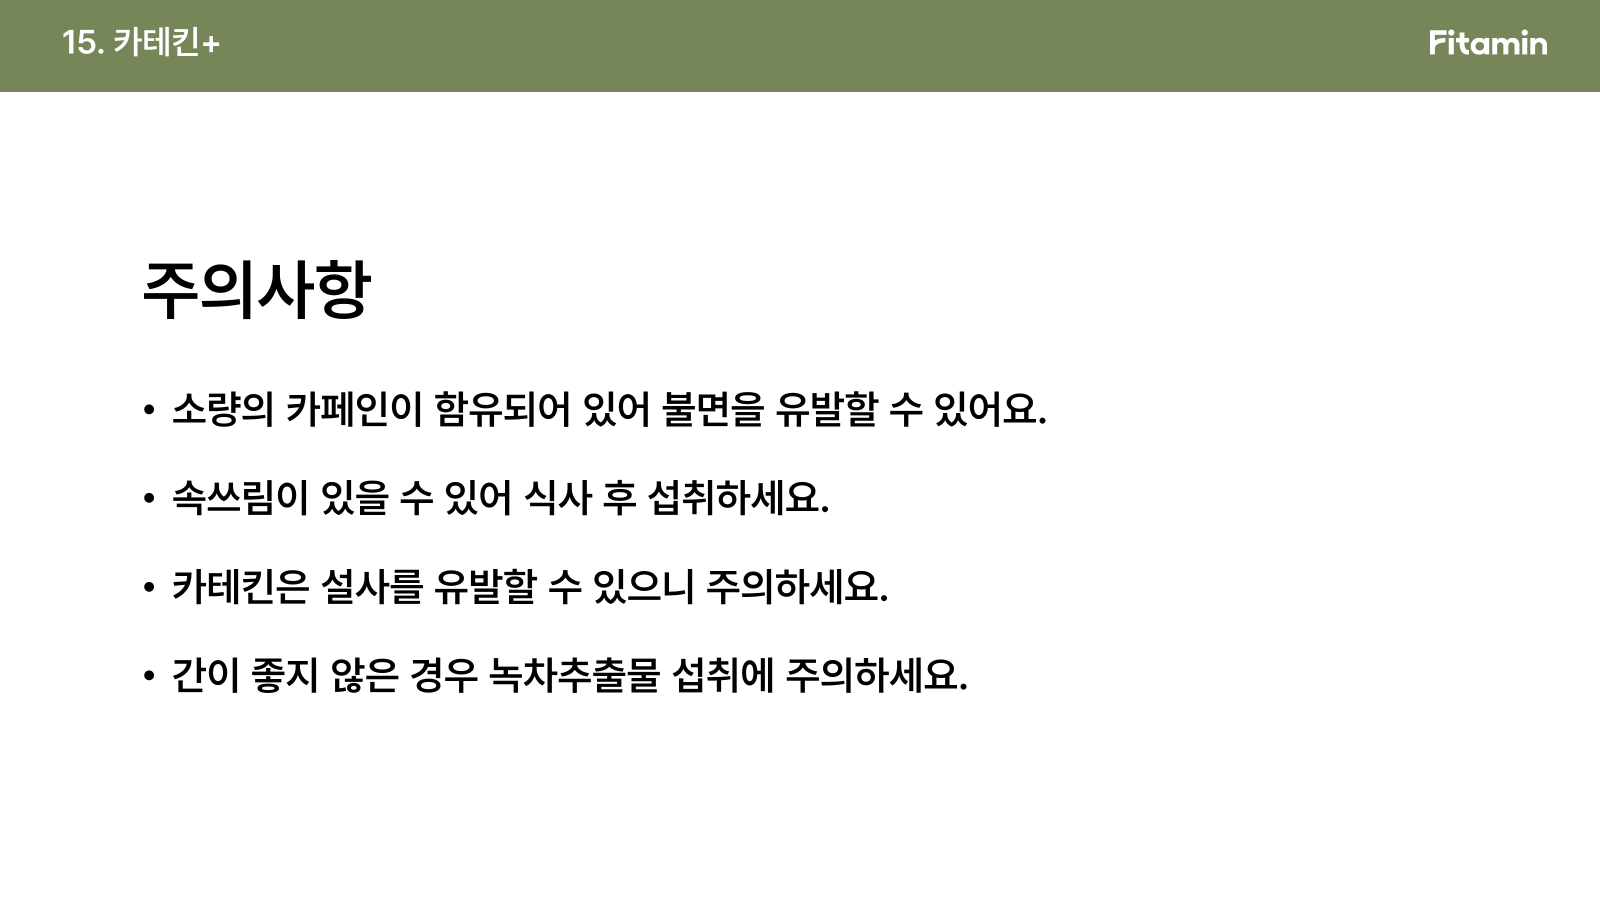 15. 카테킨+
Fitamin
주의사항
• 소량의 카페인이 함유되어 있어 불면을 유발할 수 있어요.
• 속쓰림이 있을 수 있어 식사 후 섭취하세요.
• 카테킨은 설사를 유발할 수 있으니 주의하세요.
• 간이 좋지 않은 경우 녹차추출물 섭취에 주의하세요.